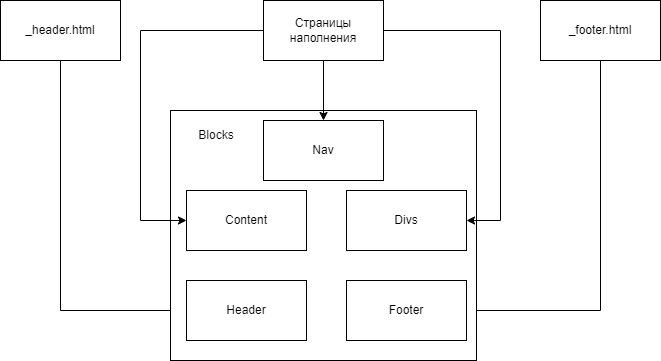 _header.html
Страницы
наполнения
_footer.html
Blocks
Nav
Content
Divs
Header
Footer